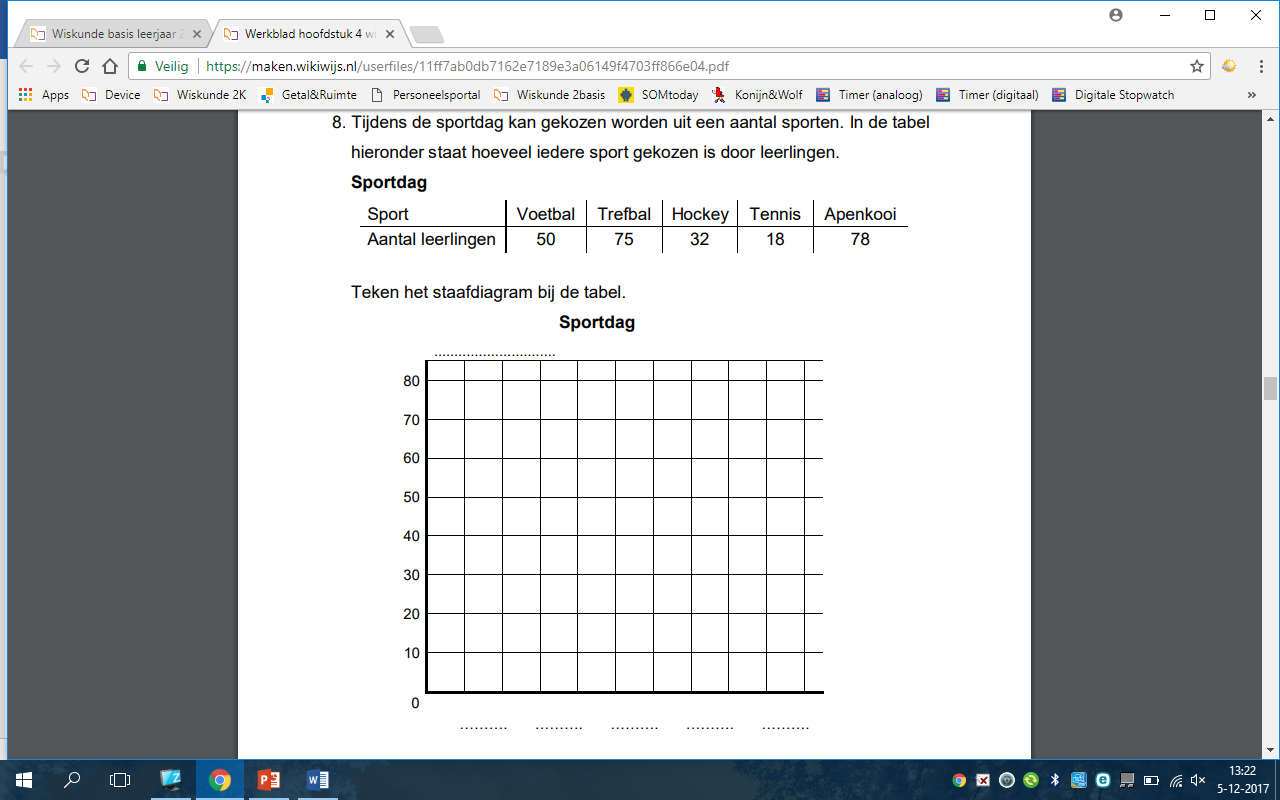 Wiskunde basis leerjaar 2
Werkblad hoofdstuk 4 wi
Veilig | https://maken.wikiwijs.nl/userfiles/11ff7ab0db7162e7189e3a06149f4703ff866e04.pdf
Apps Device Wiskunde 2K Getal&Ruimte Personeelsportal Wiskunde 2basis SOMtoday Konijn&Wolf Timer (analoog) Timer (digitaal) Digitale Stopwatch »
8. Tijdens de sportdag kan gekozen worden uit een aantal sporten. In de tabel
hieronder staat hoeveel iedere sport gekozen is door leerlingen.
Sportdag
Sport Voetbal Trefbal Hockey Tennis Apenkooi
Aantal leerlingen 50 75 32 18 78
Teken het staafdiagram bij de tabel.
Sportdag
..............................
80
70
60
50
40
30
20
10
0
.......... .......... .......... .......... ..........
13:22
5-12-2017